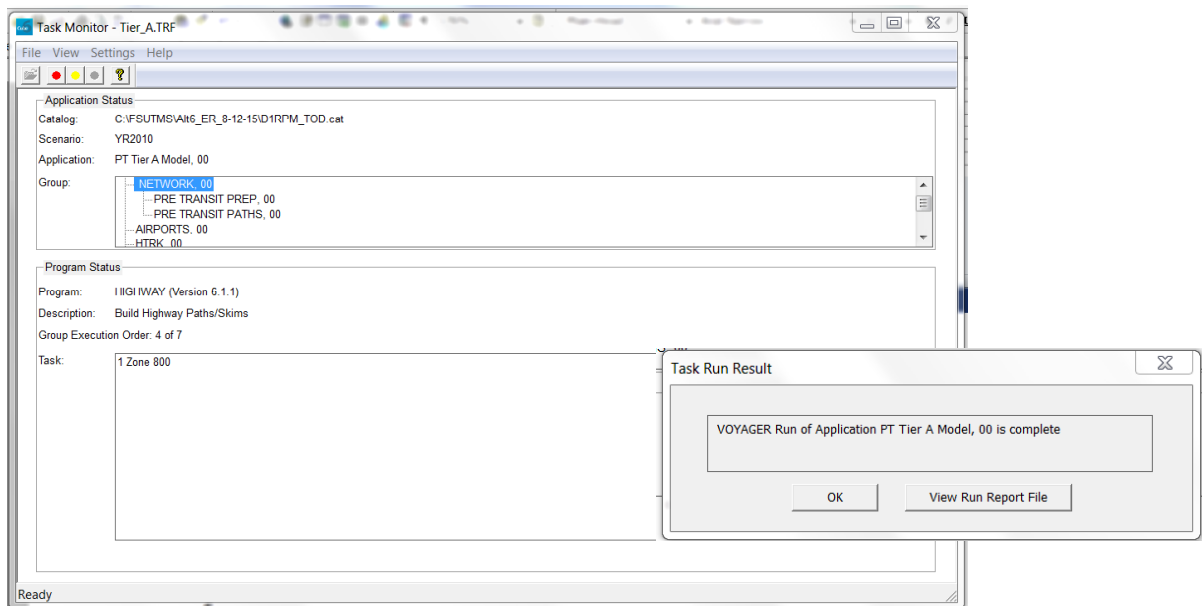 Task Monitor - Tier_A.TRF
File View Settings Help
Application Status
Catalog: C:\FSUTMS\Alt6_ER_8-12-15\D1RPM_TOD.cat
Scenario: YR2010
Application: PT Tier A Model, 00
Group:
NETWORK, 00
PRE TRANSIT PREP, 00
PRE TRANSIT PATHS, 00
AIRPORTS, 00
HTRK, 00
Program Status
Program: HIGHWAY (Version 6.1.1)
Description: Build Highway Paths/Skims
Group Execution Order: 4 of 7
Task: 1 Zone 800
Ready
Task Run Result
VOYAGER Run of Application PT Tier A Model, 00 is complete
OK View Run Report File